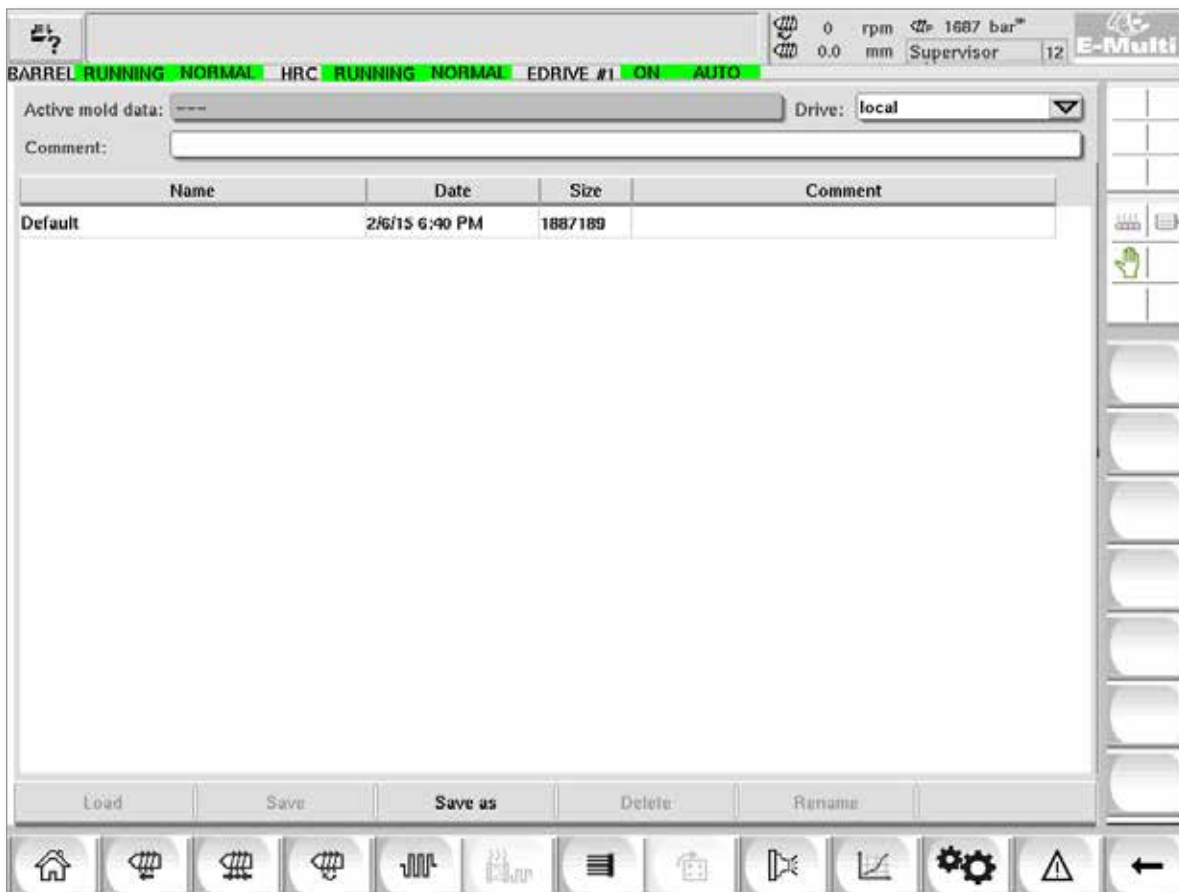 0 rpm 1687 bar
0.0 mm Supervisor 12 E-Multi
BARREL RUNNING NORMAL HRC RUNNING NORMAL EDRIVE #1 ON AUTO
Active mold data: --- Drive: local
Comment:
Name Date Size Comment
Default 2/6/15 6:40 PM 1887189
Load Save Save as Delete Rename